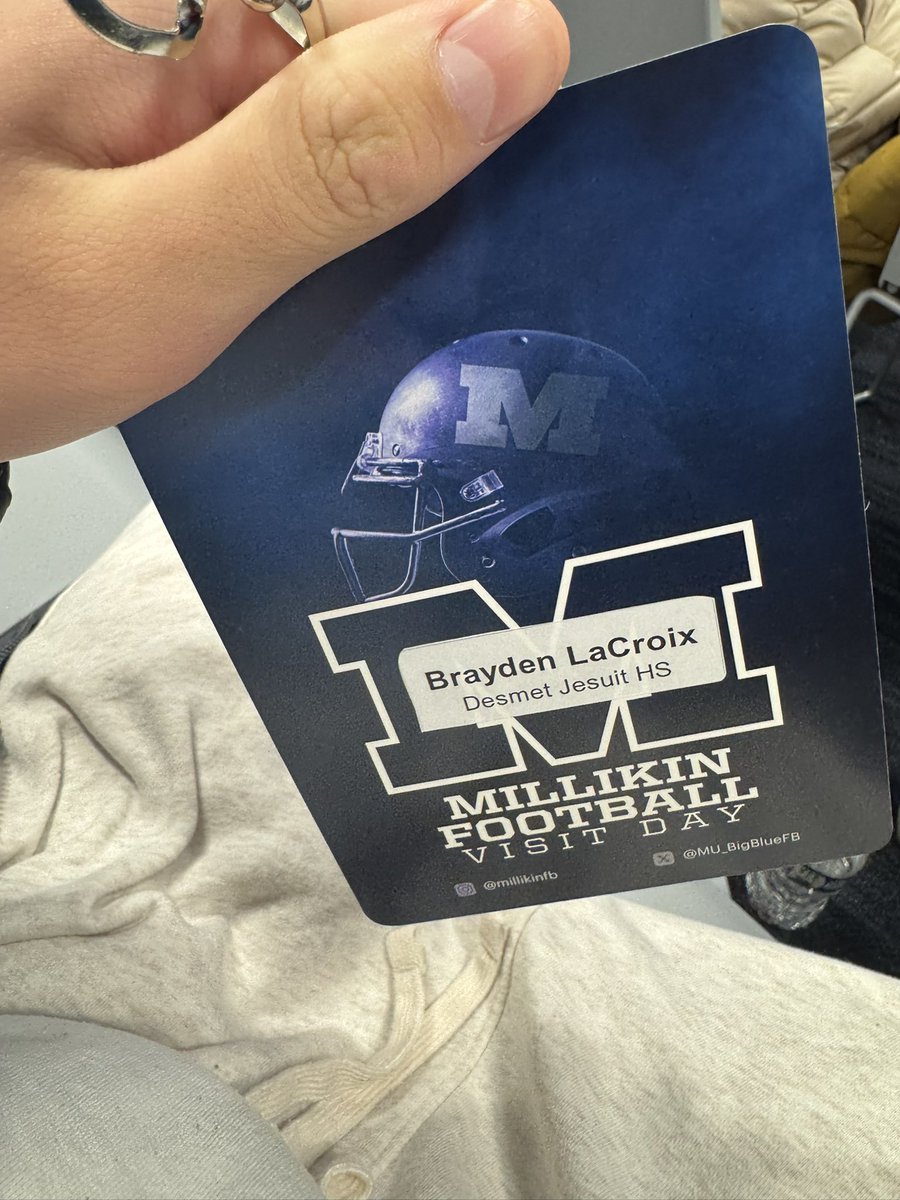 M
Brayden LaCroix
Desmet Jesuit HS
MILLIKIN
FOOTBALL
VISIT DAY
@millikinfb
@MU_BigBlueFB